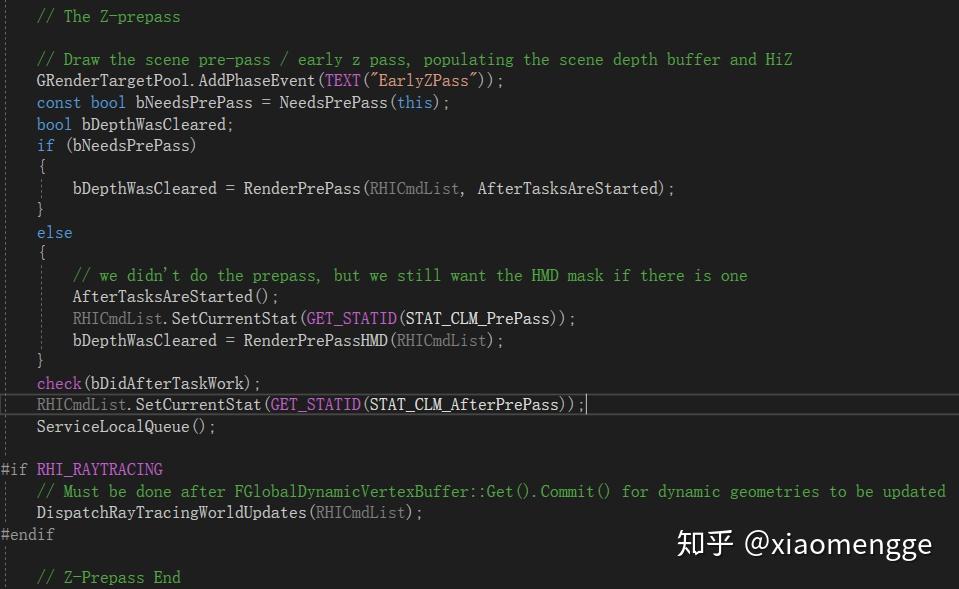 // The Z-prepass
// Draw the scene pre-pass / early z pass, populating the scene depth buffer and HiZ
GRenderTargetPool.AddPhaseEvent(TEXT("EarlyZPass"));
const bool bNeedsPrePass = NeedsPrePass(this);
bool bDepthWasCleared;
if (bNeedsPrePass)
{
bDepthWasCleared = RenderPrePass(RHICmdList, AfterTasksAreStarted);
}
else
{
// we didn't do the prepass, but we still want the HMD mask if there is one
AfterTasksAreStarted();
RHICmdList.SetCurrentStat(GET_STATID(STAT_CLM_PrePass));
bDepthWasCleared = RenderPrePassHMD(RHICmdList);
}
check(bDidAfterTaskWork);
RHICmdList.SetCurrentStat(GET_STATID(STAT_CLM_AfterPrePass));
ServiceLocalQueue();
#if RHI_RAYTRACING
// Must be done after FGlobalDynamicVertexBuffer::Get().Commit() for dynamic geometries to be updated
DispatchRayTracingWorldUpdates(RHICmdList);
#endif
知乎 @xiaomengge
// Z-Prepass End